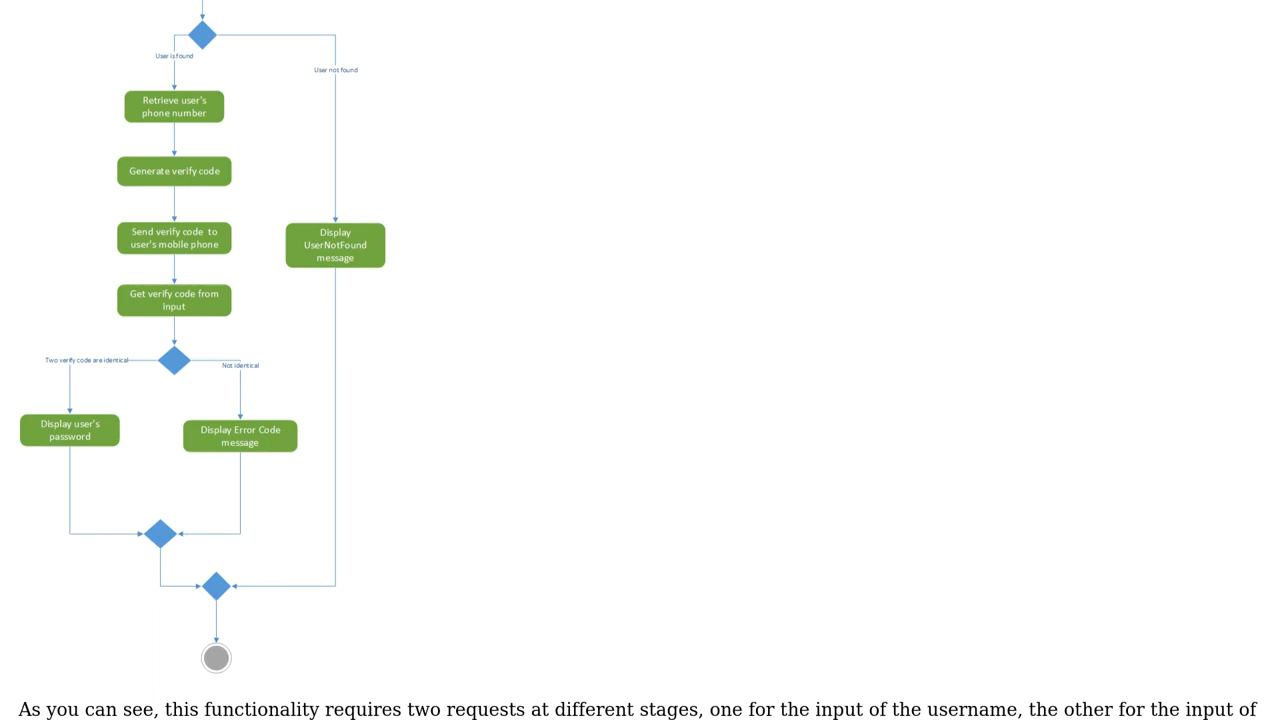 User is found
User not found
Retrieve user's
phone number
Generate verify code
Send verify code to
user's mobile phone
Display
UserNotFound
message
Get verify code from
input
Two verify code are identical
Not identical
Display user's
password
Display Error Code
message
As you can see, this functionality requires two requests at different stages, one for the input of the username, the other for the input of